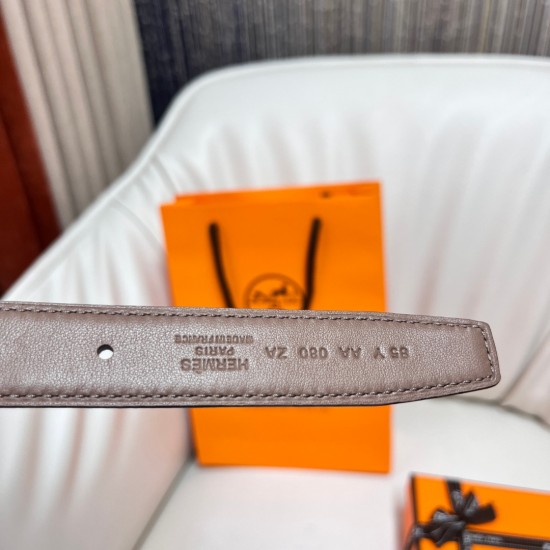 HERMÈS
PARIS
MADE IN FRANCE
85 Y AA 080 ZA